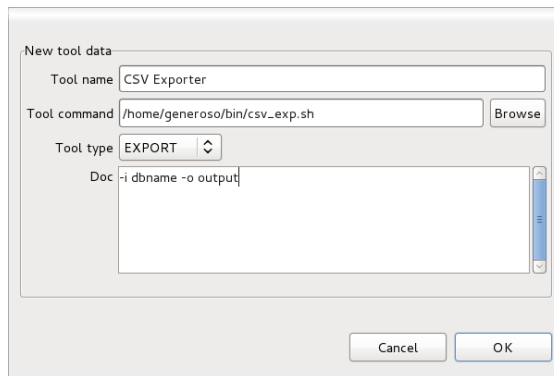 New tool data
Tool name CSV Exporter
Tool command /home/generoso/bin/csv_exp.sh Browse
Tool type EXPORT
Doc -i dbname -o output
Cancel OK